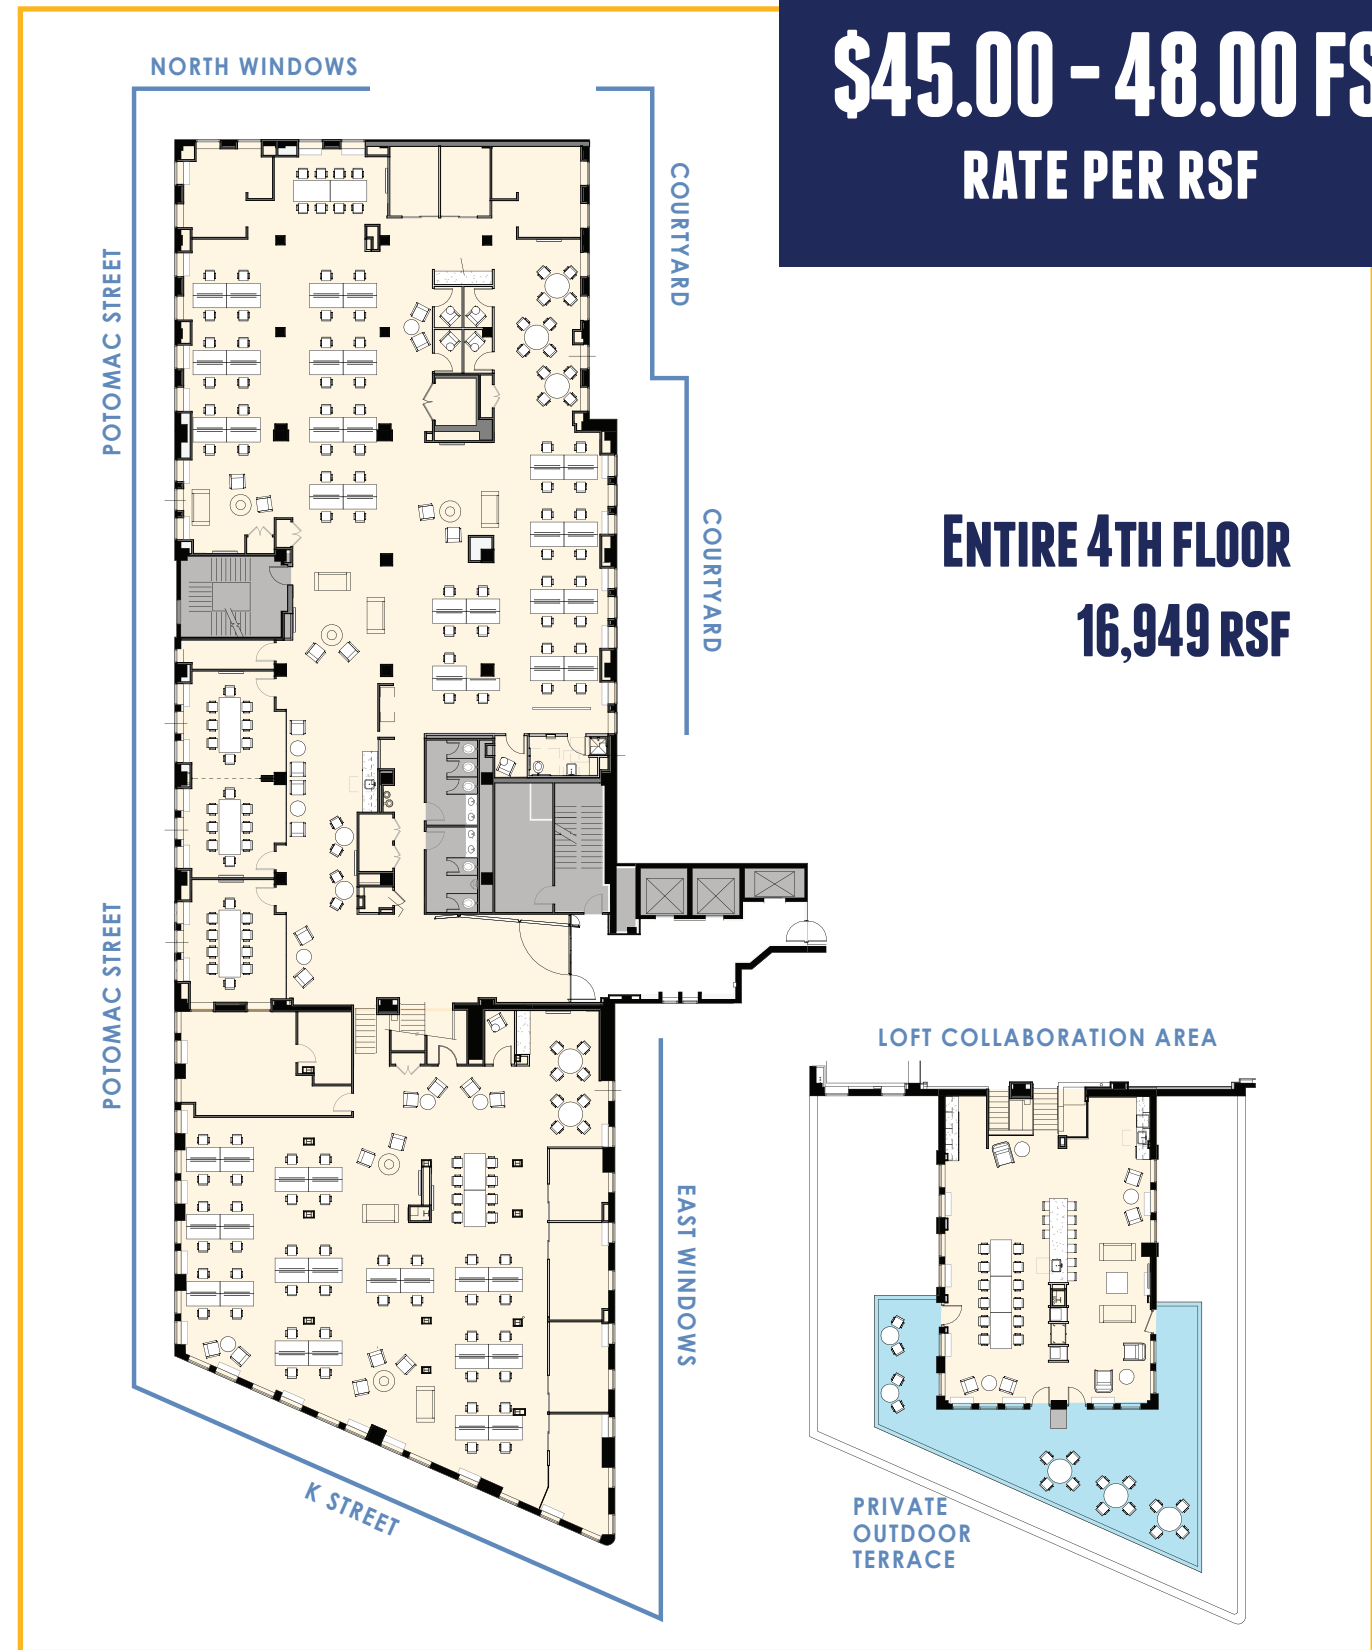 $45.00 – 48.00 FS
RATE PER RSF
NORTH WINDOWS
COURTYARD
POTOMAC STREET
COURTYARD
ENTIRE 4TH FLOOR
16,949 RSF
POTOMAC STREET
LOFT COLLABORATION AREA
EAST WINDOWS
K STREET
PRIVATE
OUTDOOR
TERRACE